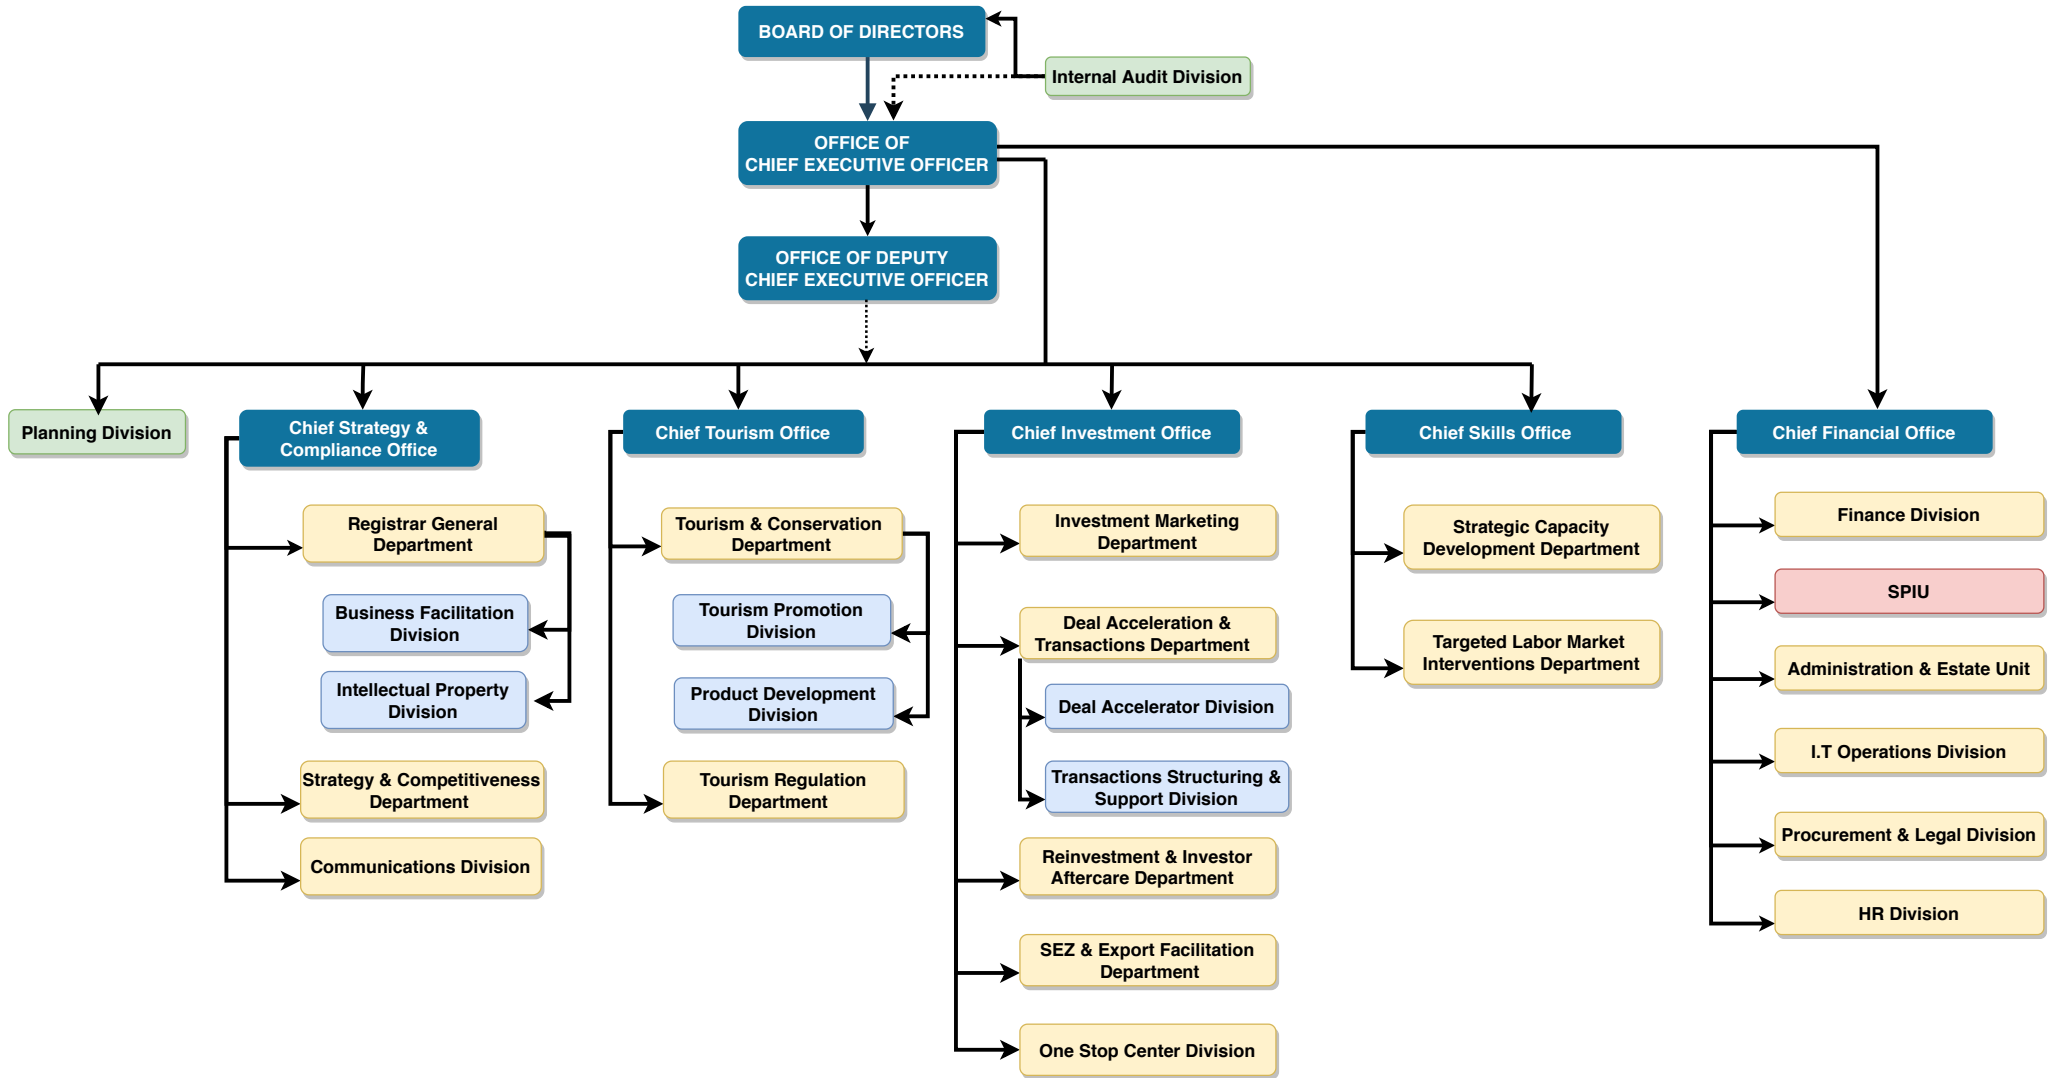 BOARD OF DIRECTORS
Internal Audit Division
OFFICE OF
CHIEF EXECUTIVE OFFICER
OFFICE OF DEPUTY
CHIEF EXECUTIVE OFFICER
Planning Division
Chief Strategy &
Compliance Office
Registrar General
Department
Business Facilitation
Division
Intellectual Property
Division
Strategy & Competitiveness
Department
Communications Division
Chief Tourism Office
Tourism & Conservation
Department
Tourism Promotion
Division
Product Development
Division
Tourism Regulation
Department
Chief Investment Office
Investment Marketing
Department
Deal Acceleration &
Transactions Department
Deal Accelerator Division
Transactions Structuring &
Support Division
Reinvestment & Investor
Aftercare Department
SEZ & Export Facilitation
Department
One Stop Center Division
Chief Skills Office
Strategic Capacity
Development Department
Targeted Labor Market
Interventions Department
Chief Financial Office
Finance Division
SPIU
Administration & Estate Unit
I.T Operations Division
Procurement & Legal Division
HR Division